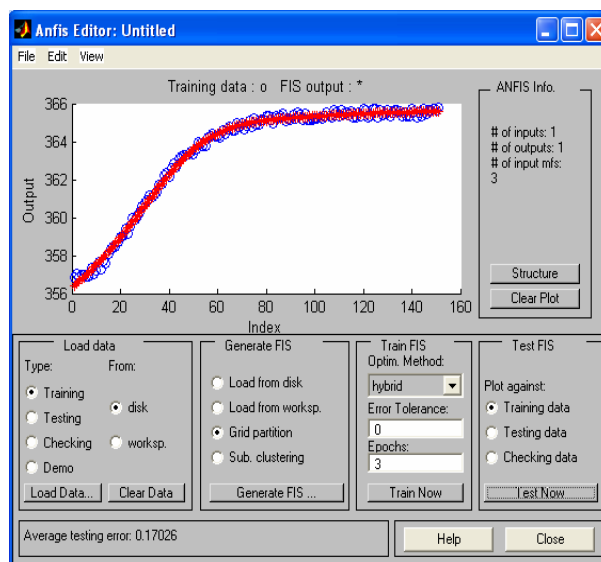 Anfis Editor: Untitled
File Edit View
Training data : o FIS output : *
366
364
362
360
358
356
Output
0 20 40 60 80 100 120 140 160
Index
ANFIS Info.
# of inputs: 1
# of outputs: 1
# of input mfs:
3
Structure
Clear Plot
Load data
Type: From:
Training
disk
Testing
Checking
worksp.
Demo
Load Data... Clear Data
Generate FIS
Load from disk
Load from worksp.
Grid partition
Sub. clustering
Generate FIS ...
Train FIS
Optim. Method:
hybrid
Error Tolerance:
0
Epochs:
3
Train Now
Test FIS
Plot against:
Training data
Testing data
Checking data
Test Now
Average testing error: 0.17026
Help Close